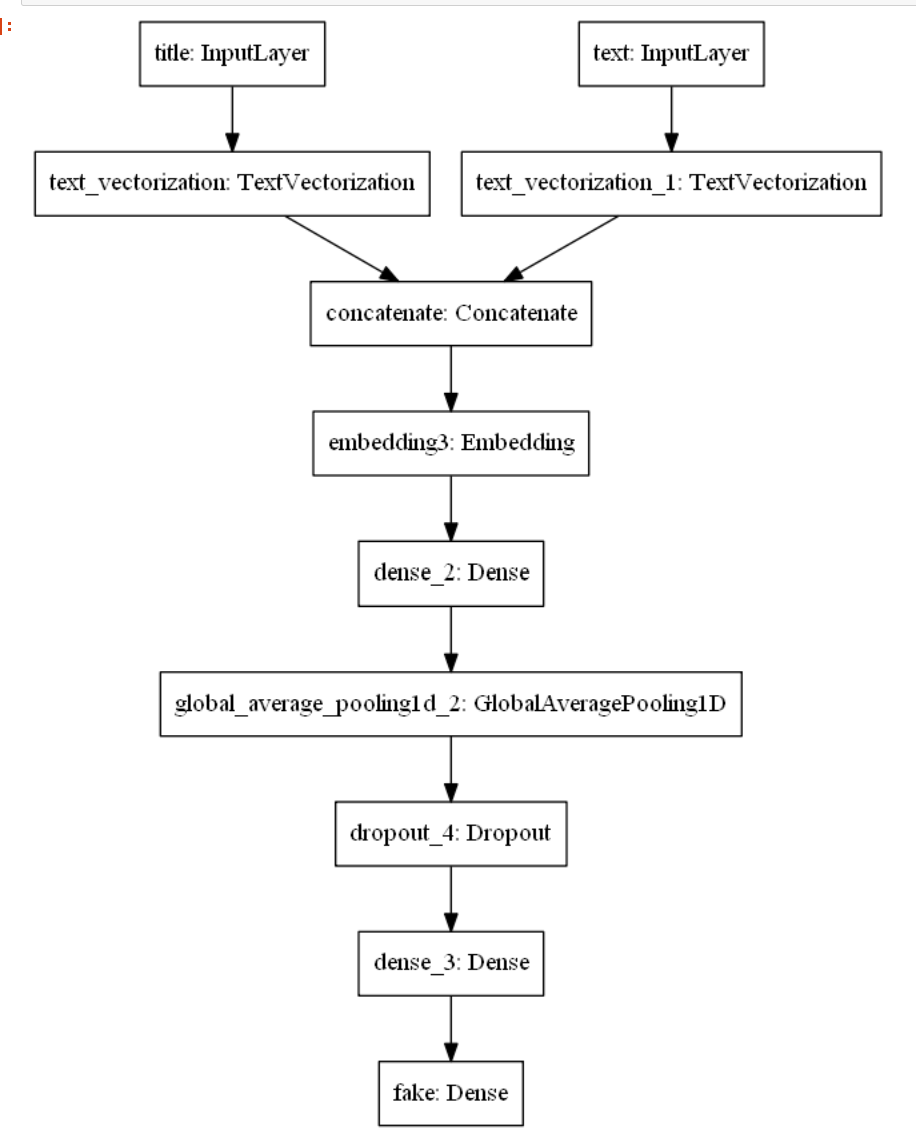 ]:
title: InputLayer
text: InputLayer
text_vectorization: TextVectorization
text_vectorization_1: TextVectorization
concatenate: Concatenate
embedding3: Embedding
dense_2: Dense
global_average_pooling1d_2: GlobalAveragePooling1D
dropout_4: Dropout
dense_3: Dense
fake: Dense